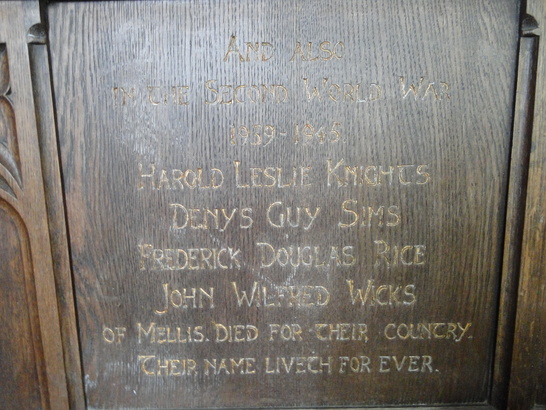 And also
in the Second World War
1939-1945.
Harold Leslie Knights
Denys Guy Sims
Frederick Douglas Rice
John Wilfred Wicks
of Mellis. Died for their country.
Their name liveth for ever.